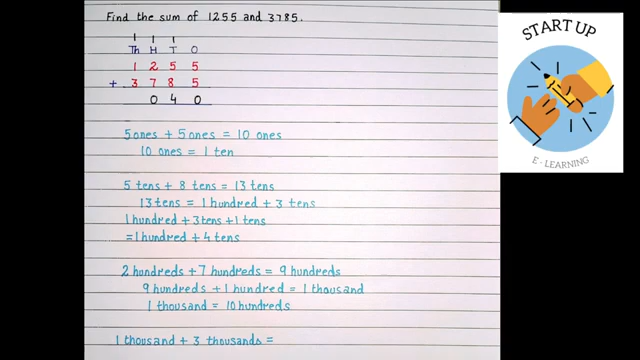 Find the sum of 1255 and 3785.
1 1 1
Th H T O
1 2 5 5
+ 3 7 8 5
0 4 0
5 ones + 5 ones = 10 ones
10 ones = 1 ten
5 tens + 8 tens = 13 tens
13 tens = 1 hundred + 3 tens
1 hundred + 3 tens + 1 tens
= 1 hundred + 4 tens
2 hundreds + 7 hundreds = 9 hundreds
9 hundreds + 1 hundred = 1 thousand
1 thousand = 10 hundreds
1 thousand + 3 thousands =
START UP
E - LEARNING